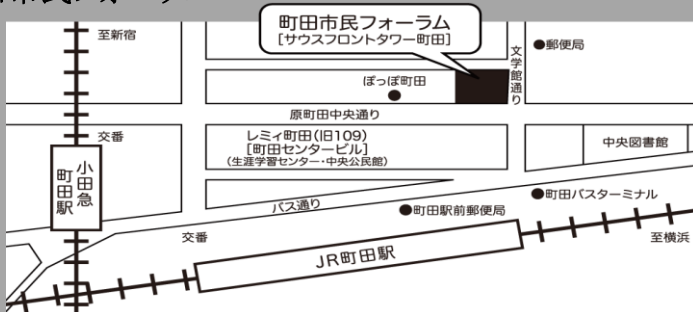 至新宿
町田市民フォーラム
[サウスフロントタワー町田]
文学館通り
郵便局
ぽっぽ町田
原町田中央通り
交番
レミィ町田(旧109)
[町田センタービル]
(生涯学習センター・中央公民館)
中央図書館
小田急
町田駅
バス通り
町田バスターミナル
町田駅前郵便局
交番
至横浜
JR町田駅